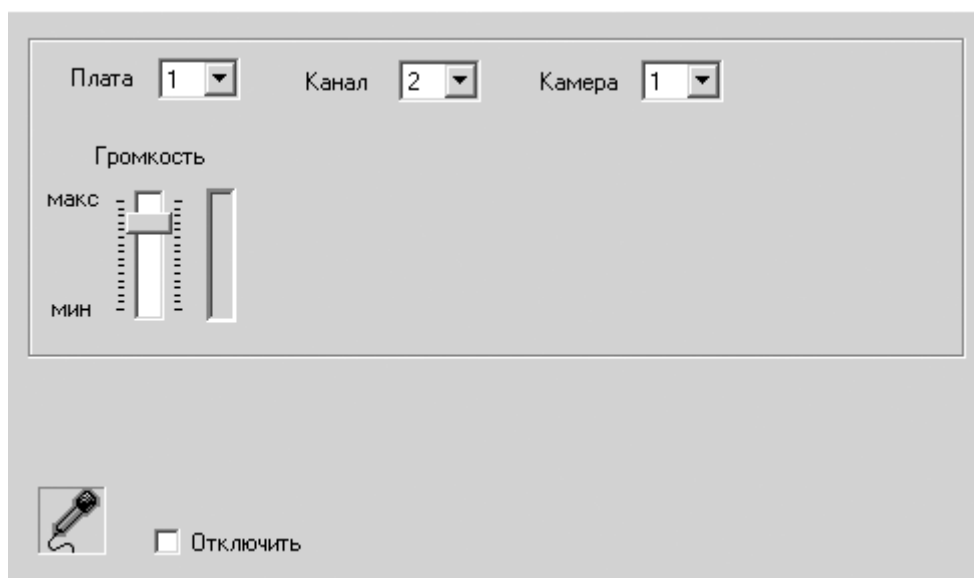 Плата 1 Канал 2 Камера 1
Громкость
макс
мин
Отключить